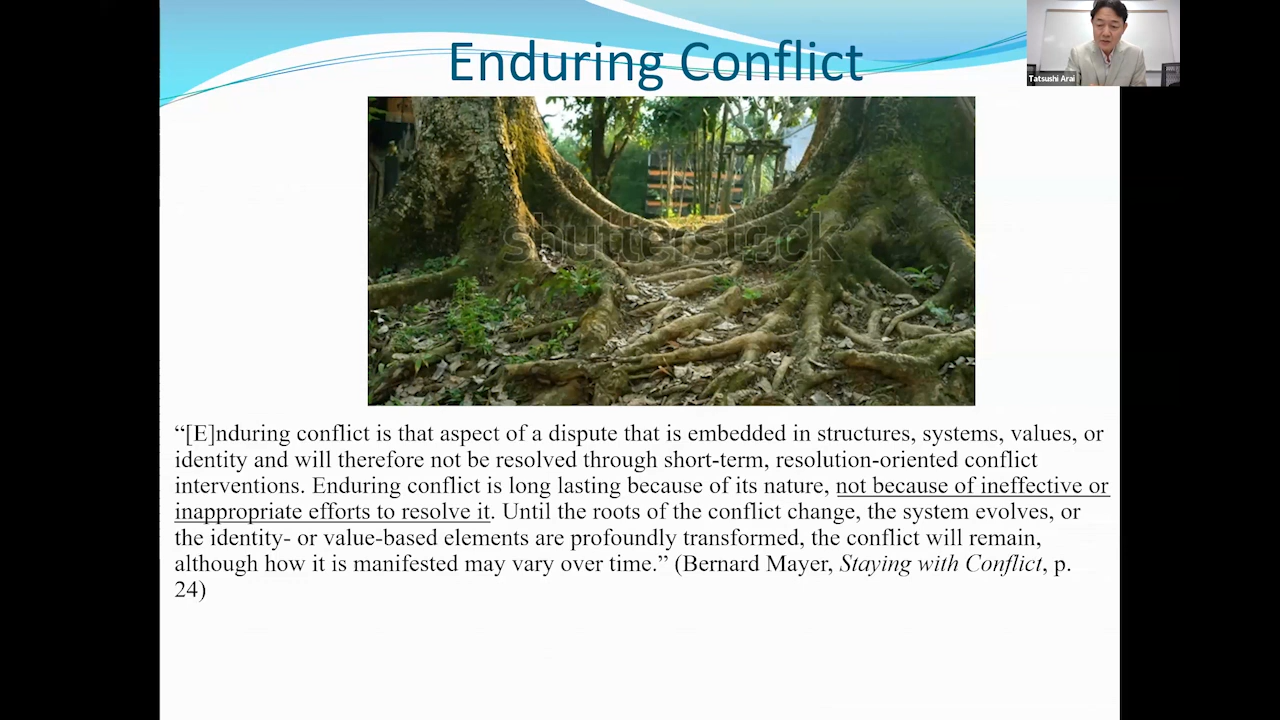 Enduring Conflict
Tatsushi Arai
shutterstock
“[E]nduring conflict is that aspect of a dispute that is embedded in structures, systems, values, or
identity and will therefore not be resolved through short-term, resolution-oriented conflict
interventions. Enduring conflict is long lasting because of its nature, not because of ineffective or
inappropriate efforts to resolve it. Until the roots of the conflict change, the system evolves, or
the identity- or value-based elements are profoundly transformed, the conflict will remain,
although how it is manifested may vary over time.” (Bernard Mayer, Staying with Conflict, p.
24)